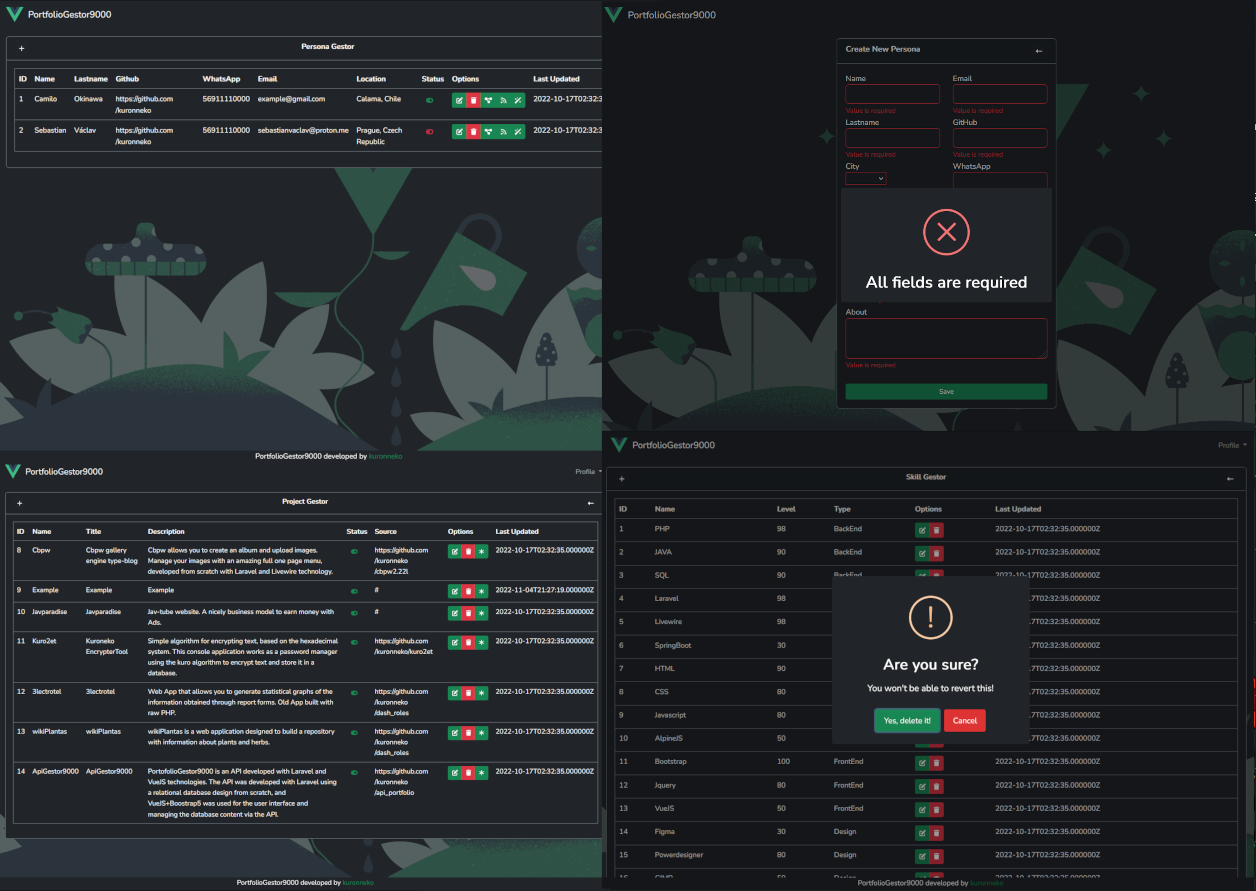 PortfolioGestor9000
+
Persona Gestor
ID Name Lastname Github WhatsApp Email Location Status Options Last Updated
1 Camilo Okinawa https://github.com 56911110000 example@gmail.com Calama, Chile 2022-10-17T02:32:3
/kuronneko
2 Sebastian Václav https://github.com 56911110000 sebastianvaclav@proton.me Prague, Czech 2022-10-17T02:32:3
/kuronneko Republic
PortfolioGestor9000 developed by kuronneko
PortfolioGestor9000
Create New Persona ←
Name Email
Value is required Value is required
Lastname GitHub
Value is required Value is required
City WhatsApp
All fields are required
About
Value is required
Save
PortfolioGestor9000 Profile
+ Project Gestor ←
ID Name Title Description Status Source Options Last Updated
8 Cbpw Cbpw gallery Cbpw allows you to create an album and upload images. https://github.com 2022-10-17T02:32:35.000000Z
engine type-blog Manage your images with an amazing full one page menu, /kuronneko
developed from scratch with Laravel and Livewire technology. /cbpw2.22l
9 Example Example Example # 2022-11-04T21:27:19.000000Z
10 Javparadise Javparadise Jav-tube website. A nicely business model to earn money with # 2022-10-17T02:32:35.000000Z
Ads.
11 Kuro2et Kuroneko Simple algorithm for encrypting text, based on the hexadecimal https://github.com 2022-10-17T02:32:35.000000Z
EncrypterTool system. This console application works as a password manager /kuronneko/kuro2et
using the kuro algorithm to encrypt text and store it in a
database.
12 3lectrotel 3lectrotel Web App that allows you to generate statistical graphs of the https://github.com 2022-10-17T02:32:35.000000Z
information obtained through report forms. Old App built with /kuronneko
raw PHP. /dash_roles
13 wikiPlantas wikiPlantas wikiPlantas is a web application designed to build a repository https://github.com 2022-10-17T02:32:35.000000Z
with information about plants and herbs. /kuronneko
/dash_roles
14 ApiGestor9000 ApiGestor9000 PortofolioGestor9000 is an API developed with Laravel and https://github.com 2022-10-17T02:32:35.000000Z
VueJS technologies. The API was developed with Laravel using /kuronneko
a relational database design from scratch, and /api_portfolio
VueJS+Boostrap5 was used for the user interface and
managing the database content via the API.
PortfolioGestor9000 developed by kuronneko
PortfolioGestor9000 Profile
+ Skill Gestor ←
ID Name Level Type Options Last Updated
1 PHP 98 BackEnd 2022-10-17T02:32:35.000000Z
2 JAVA 90 BackEnd 2022-10-17T02:32:35.000000Z
3 SQL 90 BackEnd 2022-10-17T02:32:35.000000Z
4 Laravel 98 -17T02:32:35.000000Z
5 Livewire 98 -17T02:32:35.000000Z
6 SpringBoot 30 -17T02:32:35.000000Z
7 HTML 90 -17T02:32:35.000000Z
8 CSS 80 -17T02:32:35.000000Z
9 Javascript 80 -17T02:32:35.000000Z
10 AlpineJS 50 -17T02:32:35.000000Z
Are you sure?
You won't be able to revert this!
Yes, delete it! Cancel
11 Bootstrap 100 FrontEnd 2022-10-17T02:32:35.000000Z
12 Jquery 80 FrontEnd 2022-10-17T02:32:35.000000Z
13 VueJS 50 FrontEnd 2022-10-17T02:32:35.000000Z
14 Figma 30 Design 2022-10-17T02:32:35.000000Z
15 Powerdesigner 80 Design 2022-10-17T02:32:35.000000Z
PortfolioGestor9000 developed by kuronneko